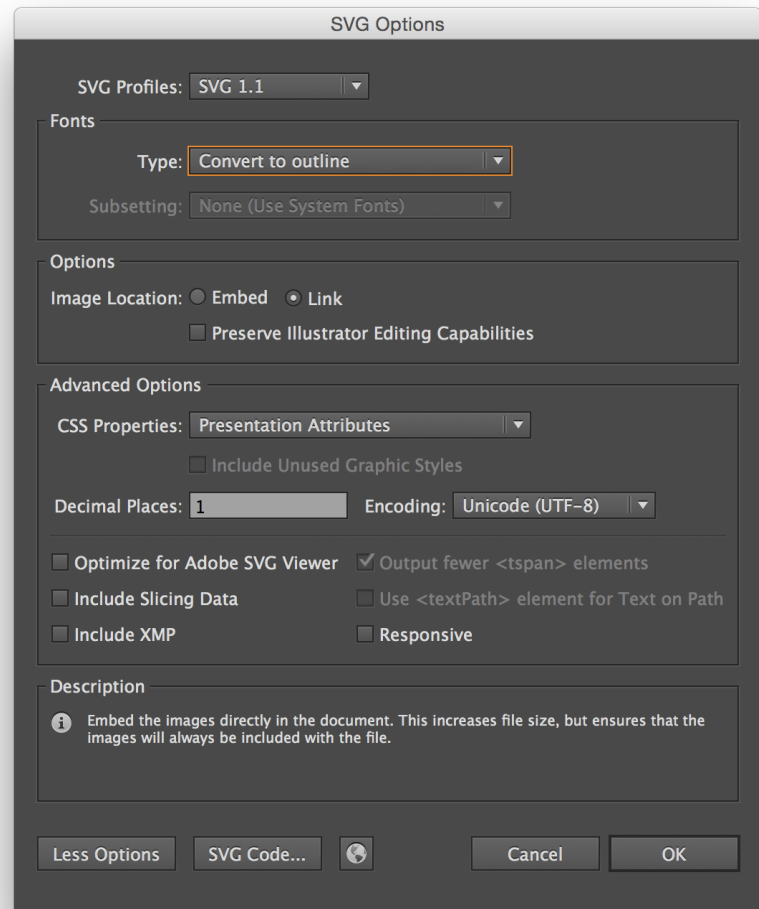 SVG Options
SVG Profiles: SVG 1.1
Fonts
Type: Convert to outline
Subsetting: None (Use System Fonts)
Options
Image Location: Embed Link
Preserve Illustrator Editing Capabilities
Advanced Options
CSS Properties: Presentation Attributes
Include Unused Graphic Styles
Decimal Places: 1 Encoding: Unicode (UTF-8)
Optimize for Adobe SVG Viewer Output fewer <tspan> elements
Include Slicing Data Use <textPath> element for Text on Path
Include XMP Responsive
Description
Embed the images directly in the document. This increases file size, but ensures that the
images will always be included with the file.
Less Options SVG Code... Cancel OK